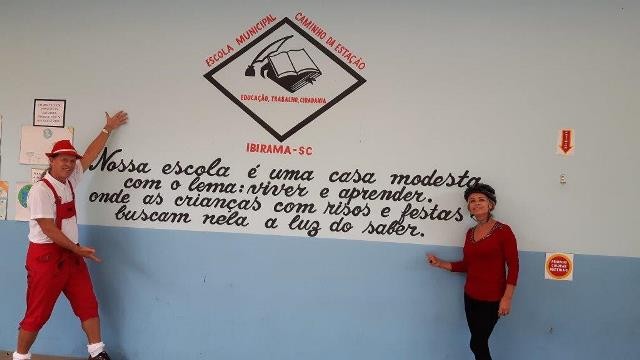 ESCOLA MUNICIPAL CAMINHO DA ESTAÇÃO
EDUCAÇÃO, TRABALHO, CIDADANIA
IBIRAMA-SC
Nossa escola é uma casa modesta
com o lema: viver e aprender.
onde as crianças com risos e festas
buscam nela a luz do saber.